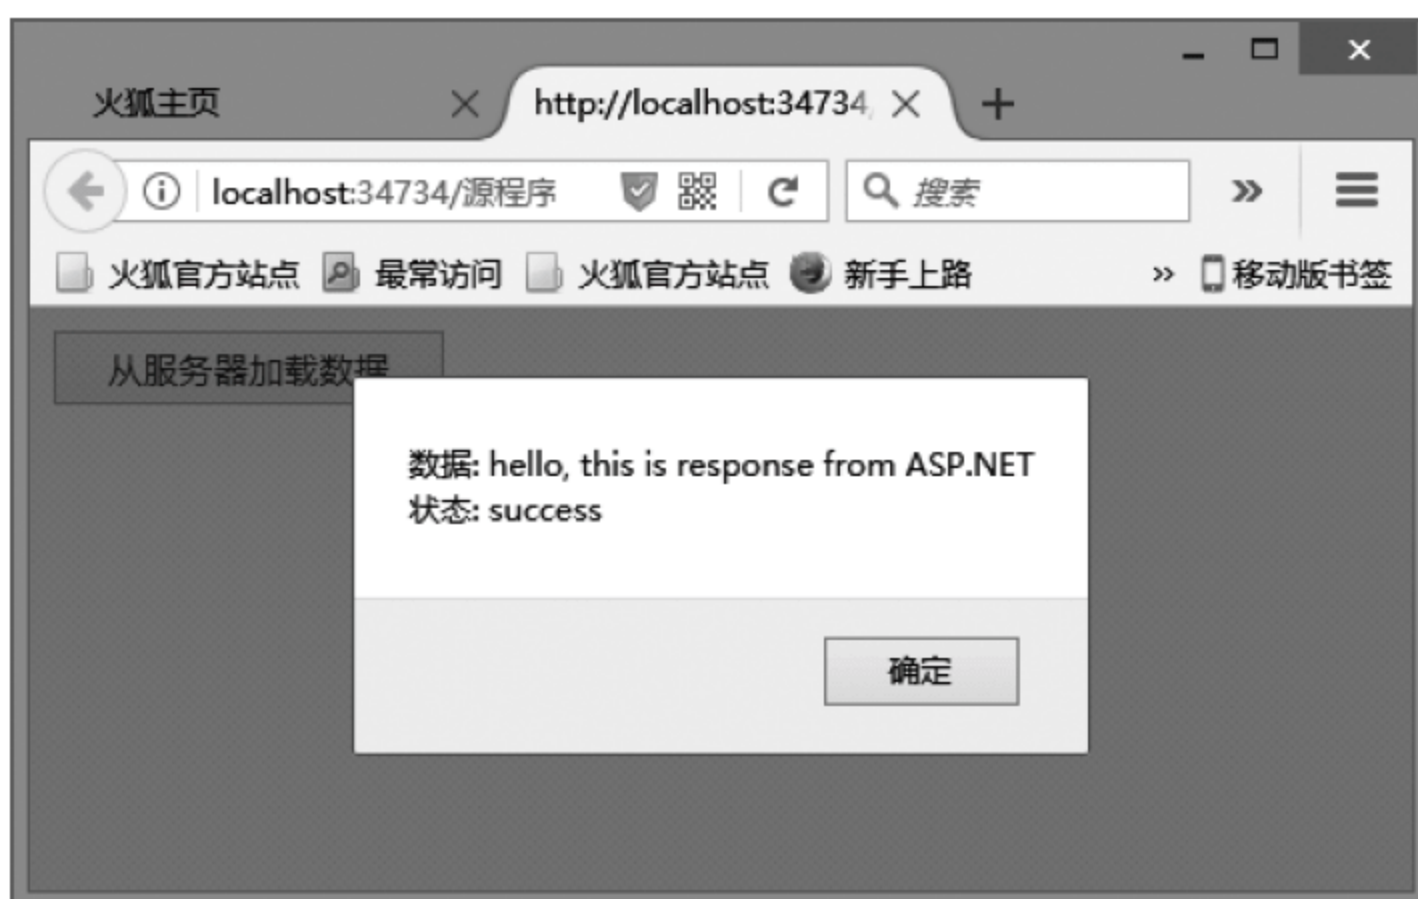 火狐主页
http://localhost:34734/
localhost:34734/源程序
搜索
火狐官方站点
最常访问
火狐官方站点
新手上路
移动版书签
从服务器加载数据
数据: hello, this is response from ASP.NET
状态: success
确定